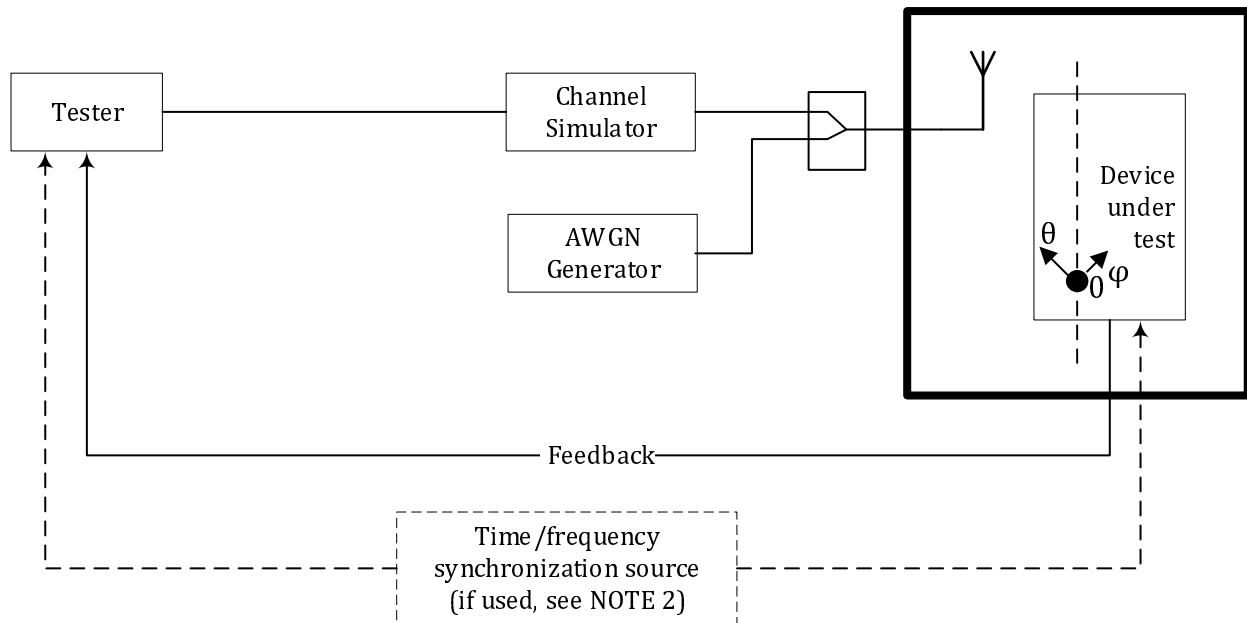 Tester
Channel
Simulator
AWGN
Generator
Device
under
test
θ
φ
0
Feedback
Time/frequency
synchronization source
(if used, see NOTE 2)